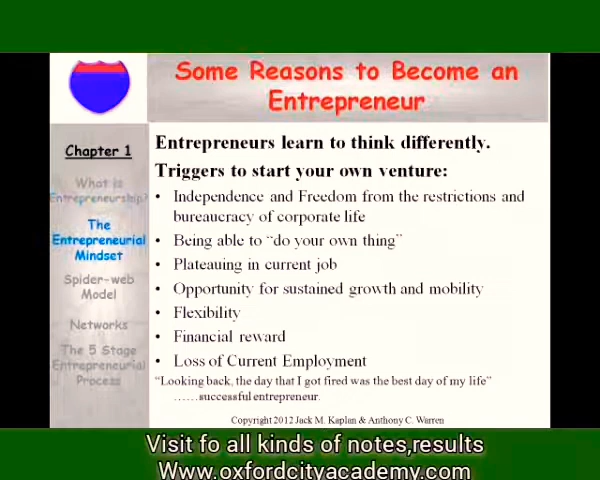 Some Reasons to Become an
Entrepreneur
Chapter 1
What is
Entrepreneurship?
The
Entrepreneurial
Mindset
Spider-web
Model
Networks
The 5 Stage
Entrepreneurial
Process
Entrepreneurs learn to think differently.
Triggers to start your own venture:
• Independence and Freedom from the restrictions and
bureaucracy of corporate life
• Being able to “do your own thing”
• Plateauing in current job
• Opportunity for sustained growth and mobility
• Flexibility
• Financial reward
• Loss of Current Employment
“Looking back, the day that I got fired was the best day of my life”
……successful entrepreneur.
Copyright 2012 Jack M. Kaplan & Anthony C. Warren
Visit fo all kinds of notes,results
Www.oxfordcityacademy.com